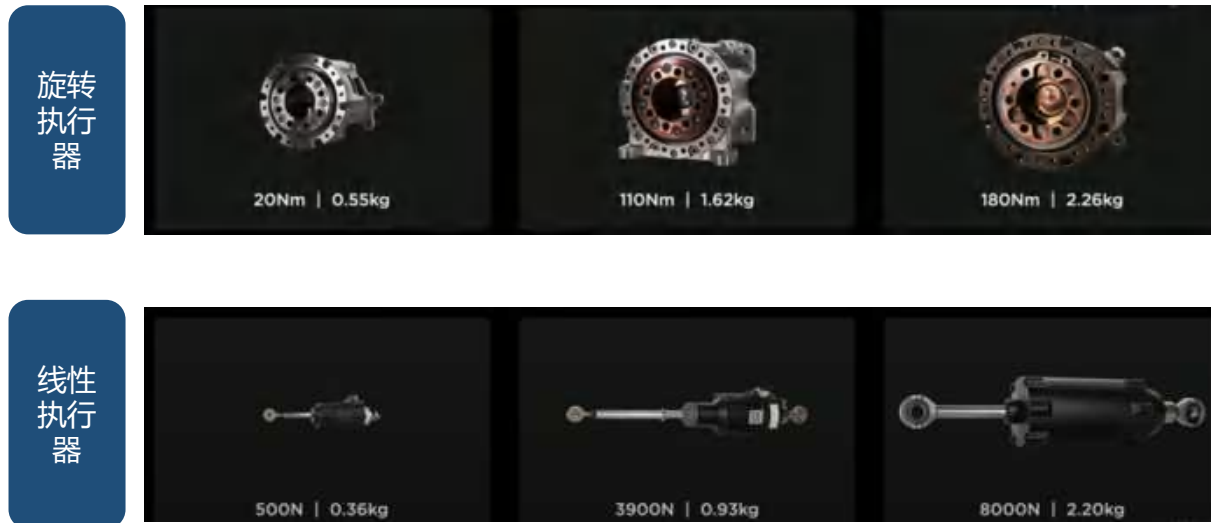 旋转
执行
器
20Nm | 0.55kg
110Nm | 1.62kg
180Nm | 2.26kg
线性
执行
器
500N | 0.36kg
3900N | 0.93kg
8000N | 2.20kg